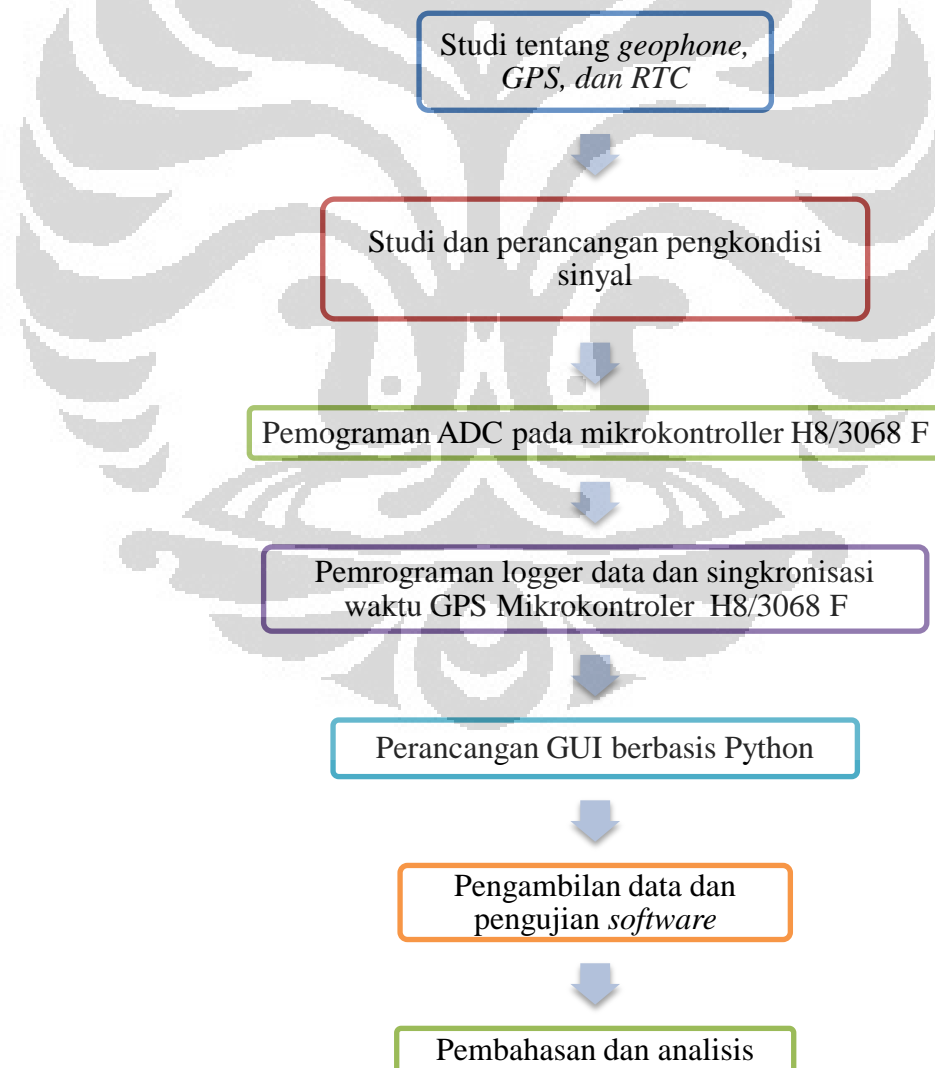 Studi tentang geophone,
GPS, dan RTC
Studi dan perancangan pengkondisi
sinyal
Pemograman ADC pada mikrokontroller H8/3068 F
Pemrograman logger data dan singkronisasi
waktu GPS Mikrokontroler H8/3068 F
Perancangan GUI berbasis Python
Pengambilan data dan
pengujian software
Pembahasan dan analisis